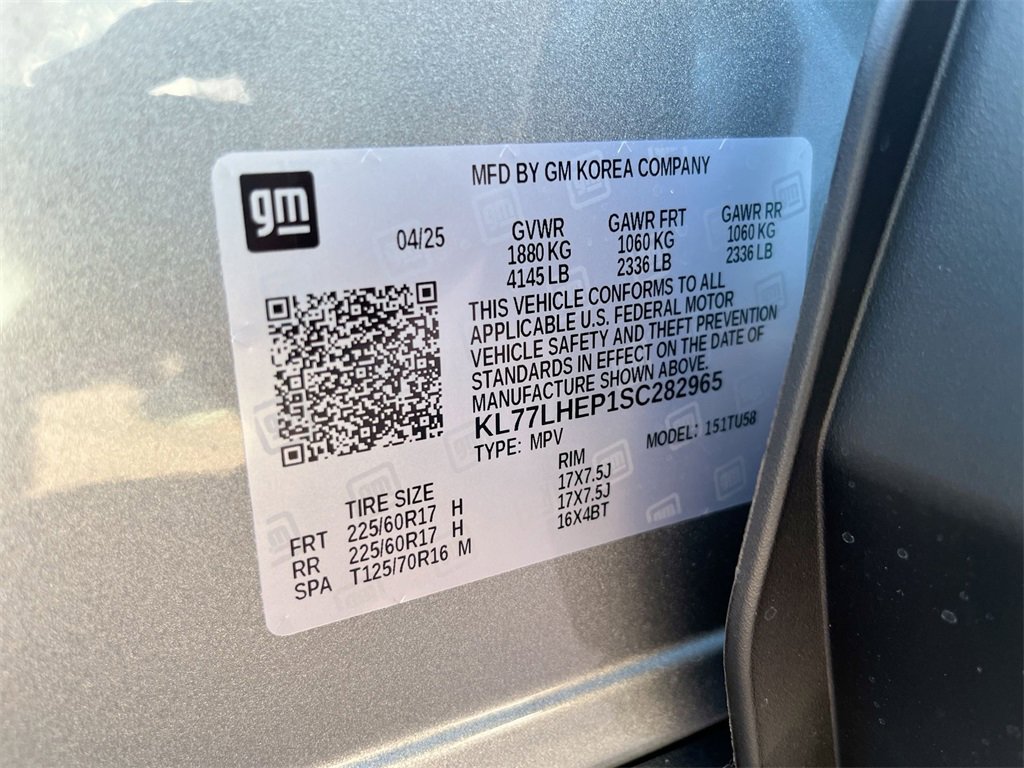 gm
MFD BY GM KOREA COMPANY
04/25
GVWR
1880 KG
4145 LB
GAWR FRT
1060 KG
2336 LB
GAWR RR
1060 KG
2336 LB
THIS VEHICLE CONFORMS TO ALL
APPLICABLE U.S. FEDERAL MOTOR
VEHICLE SAFETY AND THEFT PREVENTION
STANDARDS IN EFFECT ON THE DATE OF
MANUFACTURE SHOWN ABOVE.
KL77LHEP1SC282965
TYPE: MPV
MODEL: 151TU58
TIRE SIZE
RIM
FRT 225/60R17 H 17X7.5J
RR 225/60R17 H 17X7.5J
SPA T125/70R16 M 16X4BT